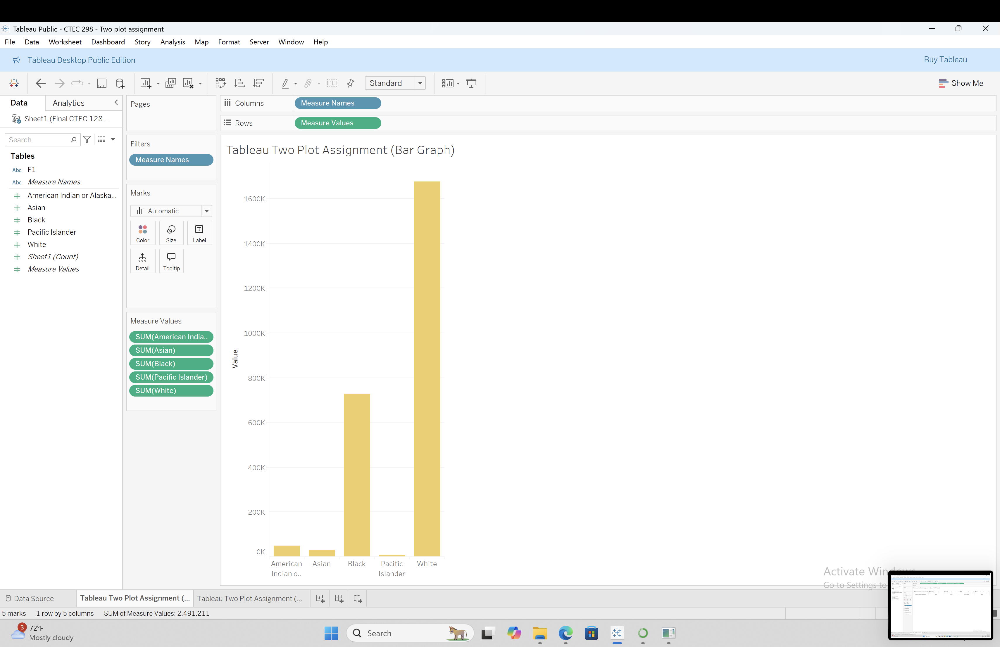 Tableau Public - CTEC 298 - Two plot assignment
File Data Worksheet Dashboard Story Analysis Map Format Server Window Help
Tableau Desktop Public Edition
Buy Tableau
Standard
Show Me
Data
Analytics
Sheet1 (Final CTEC 128 ...
Search
Tables
Abc F1
Abc Measure Names
American Indian or Alaska...
Asian
Black
Pacific Islander
White
Sheet1 (Count)
Measure Values
Pages
Filters
Measure Names
Marks
Automatic
Color
Size
Label
Detail
Tooltip
Measure Values
SUM(American India..
SUM(Asian)
SUM(Black)
SUM(Pacific Islander)
SUM(White)
Columns
Measure Names
Rows
Measure Values
Tableau Two Plot Assignment (Bar Graph)
1600K
1400K
1200K
1000K
800K
600K
400K
200K
0K
Value
American
Indian o..
Asian
Black
Pacific
Islander
White
Activate Windows
Go to Settings to
Data Source
Tableau Two Plot Assignment (...
Tableau Two Plot Assignment (...
5 marks
1 row by 5 columns
SUM of Measure Values: 2,491,211
3
72°F
Mostly cloudy
Search